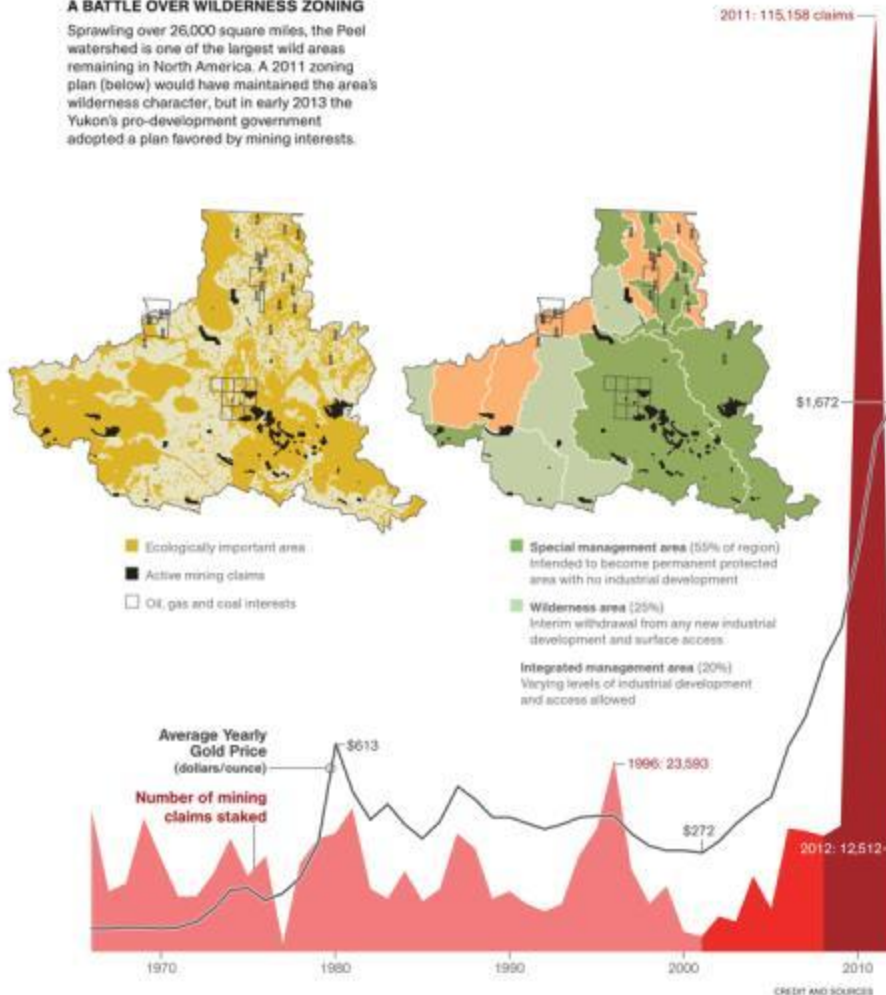 A BATTLE OVER WILDERNESS ZONING
Sprawling over 26,000 square miles, the Peel
watershed is one of the largest wild areas
remaining in North America. A 2011 zoning
plan (below) would have maintained the area's
wilderness character, but in early 2013 the
Yukon's pro-development government
adopted a plan favored by mining interests.
2011: 115,158 claims
$1,672
Ecologically important area
Active mining claims
Oil, gas and coal interests
Special management area (55% of region)
Intended to become permanent protected
area with no industrial development
Wilderness area (25%)
Interim withdrawal from any new industrial
development and surface access
Integrated management area (20%)
Varying levels of industrial development
and access allowed
Average Yearly
Gold Price
(dollars/ounce)
$613
Number of mining
claims staked
1996: 23,593
$272
2012: 12,512
1970
1980
1990
2000
2010
CREDIT AND SOURCES